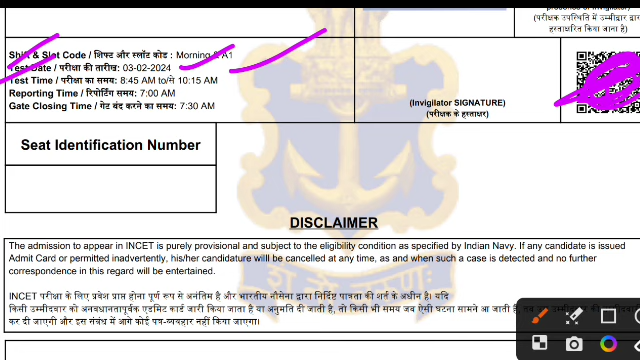 (परीक्षक उपस्थिति में उम्मीदवार द्वारा
हस्ताक्षरित किया जाना है)
Shift & Slot Code / शिफ्ट और स्लॉट कोड : Morning & A1
Test Date / परीक्षा की तारीख: 03-02-2024
Test Time / परीक्षा का समय: 8:45 AM to/से 10:15 AM
Reporting Time / रिपोर्टिंग समय: 7:00 AM
Gate Closing Time / गेट बंद करने का समय: 7:30 AM
(Invigilator SIGNATURE)
(परीक्षक के हस्ताक्षर)
Seat Identification Number
DISCLAIMER
The admission to appear in INCET is purely provisional and subject to the eligibility condition as specified by Indian Navy. If any candidate is issued
Admit Card or permitted inadvertently, his/her candidature willl be cancelled at any time, as and when such a case is detected and no further
correspondence in this regard will be entertained.
INCET परीक्षा के लिए प्रवेश प्राप्त होना पूर्ण रुप से अनंतिम है और भारतीय नौसेना द्वारा निर्दिष्ट पात्रता की शर्त के अधीन है। यदि
किसी उम्मीदवार को अनवधानतापूर्वक एडमिट कार्ड जारी किया जाता है या अनुमति दी जाती है, तो किसी भी समय जब ऐसी घटना सामने आ जाती है,
कर दी जाएगी और इस संबंध में आगे कोई पत्र-व्यवहार नहीं किया जाएगा।